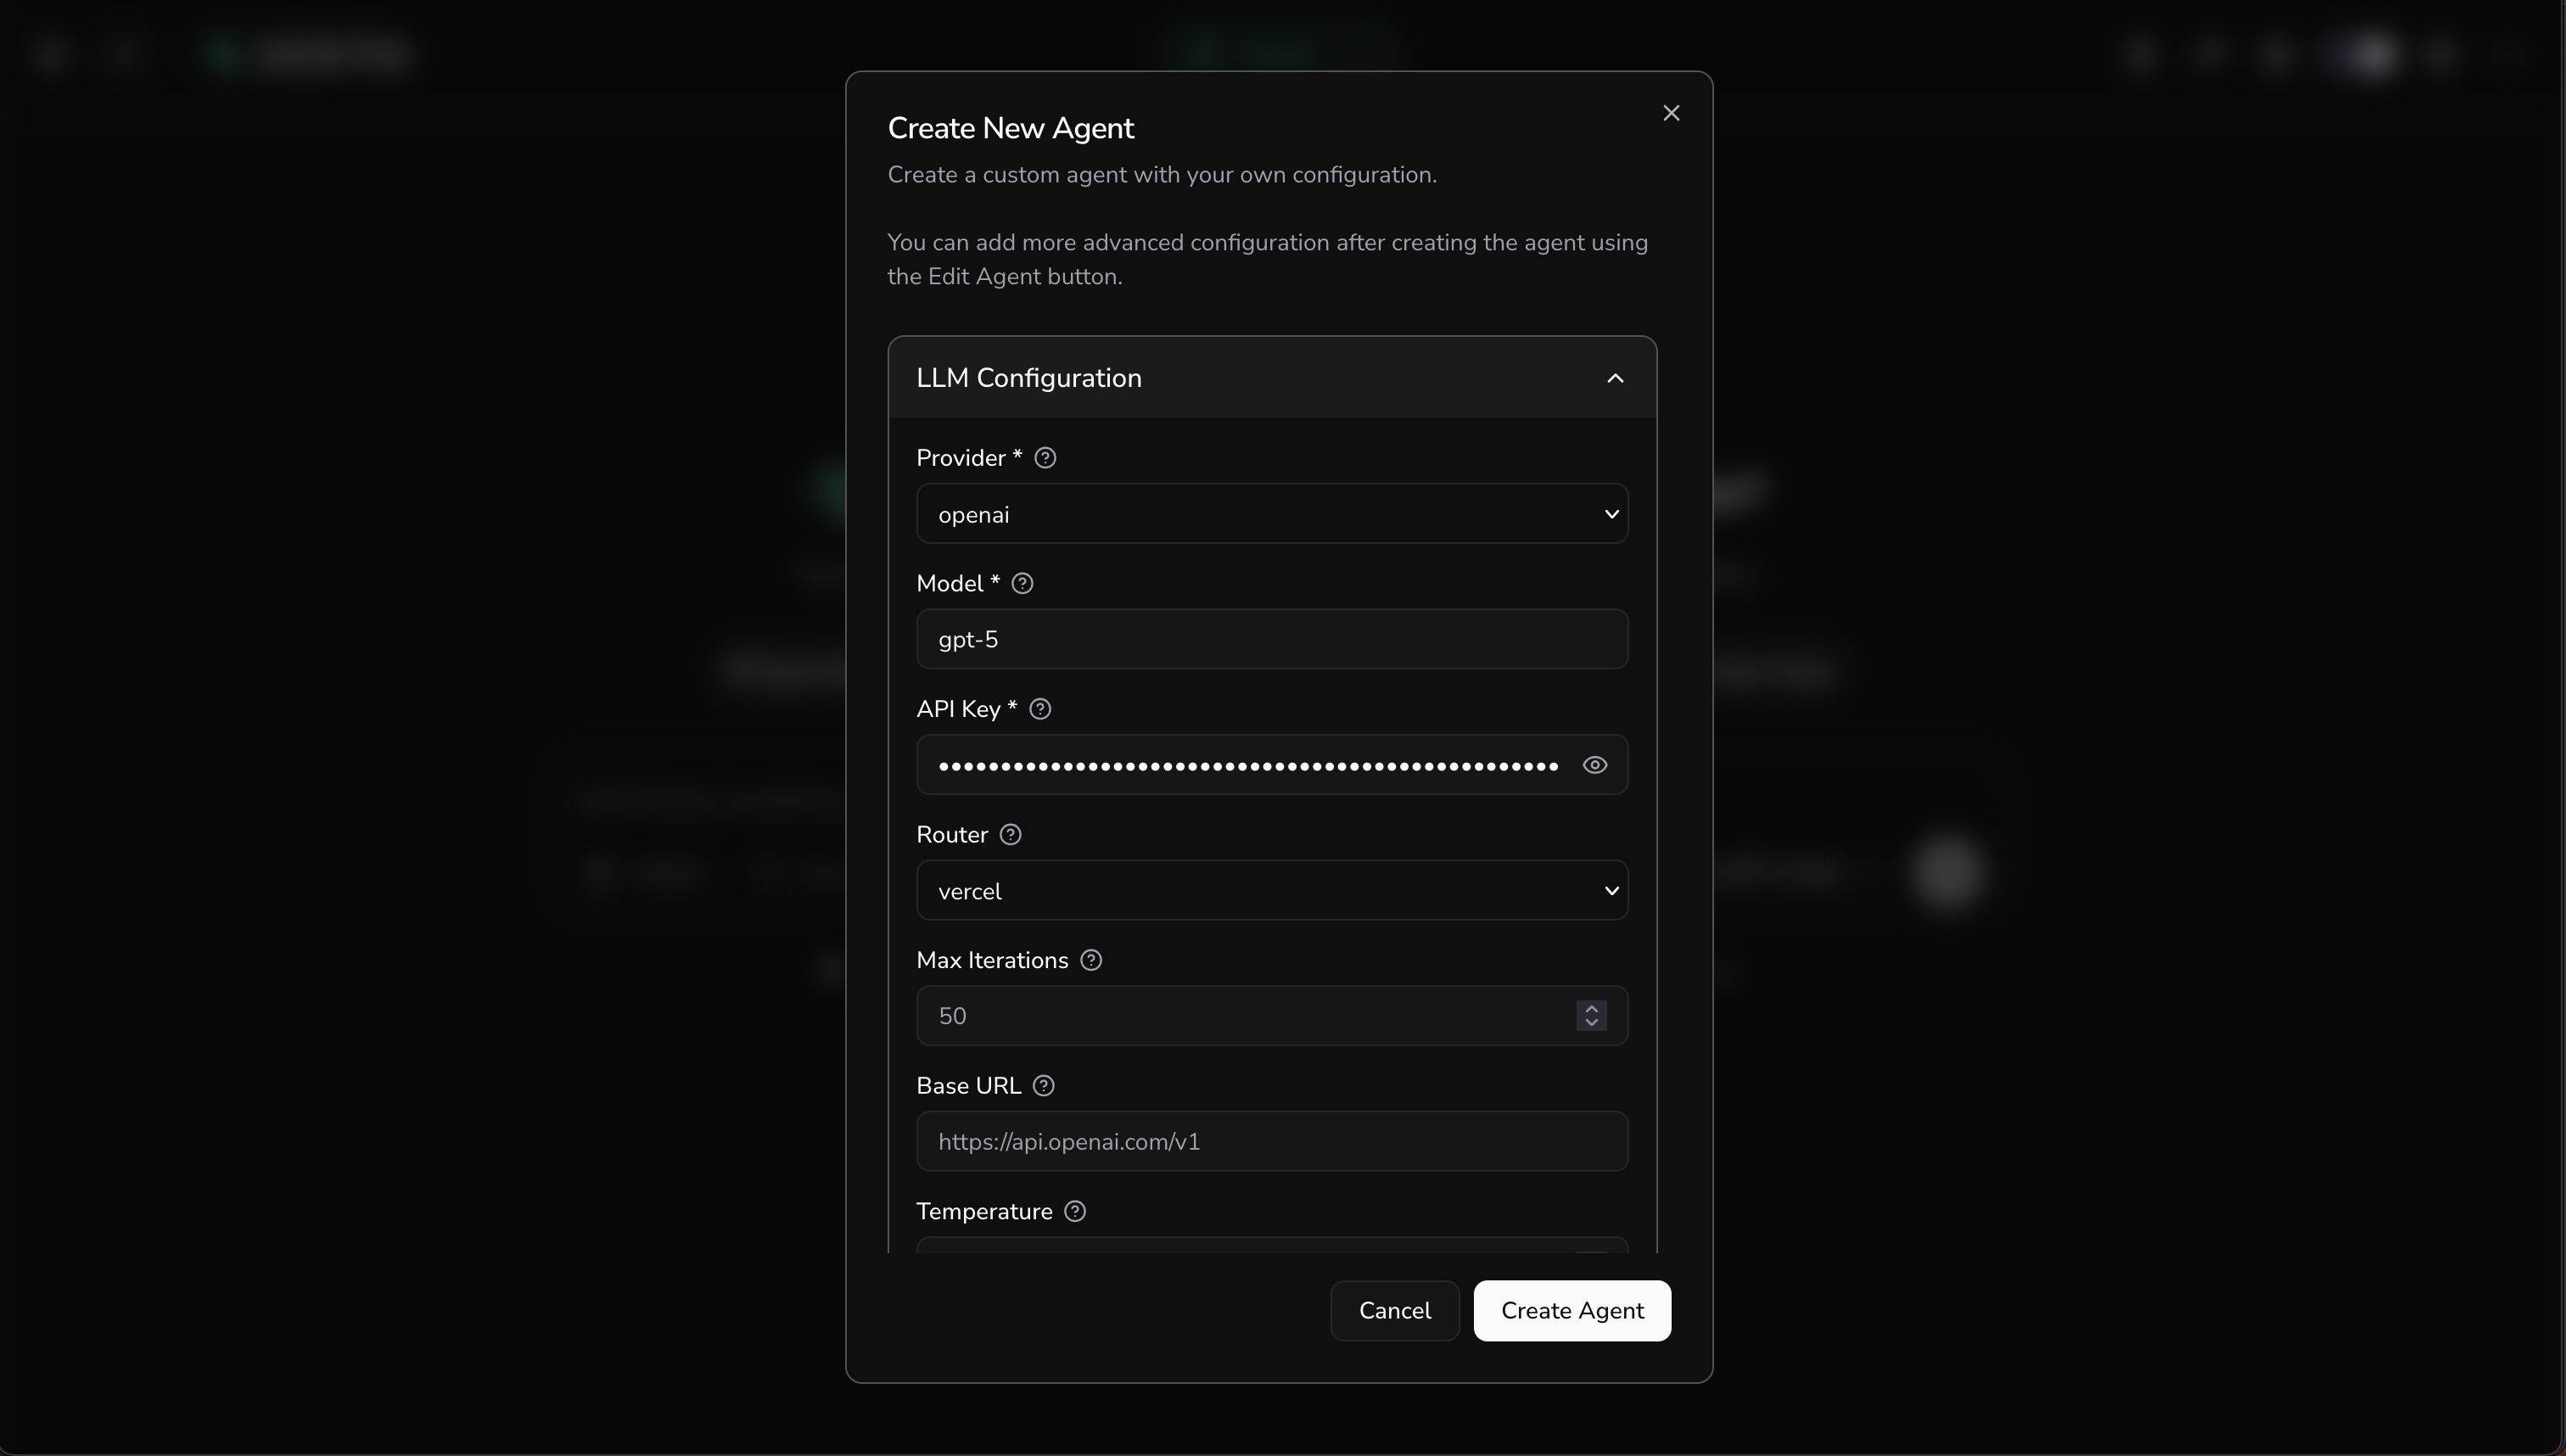 Create New Agent
Create a custom agent with your own configuration.
You can add more advanced configuration after creating the agent using
the Edit Agent button.
LLM Configuration
Provider *
openai
Model *
gpt-5
API Key *
Router
vercel
Max Iterations
50
Base URL
https://api.openai.com/v1
Temperature
Cancel
Create Agent